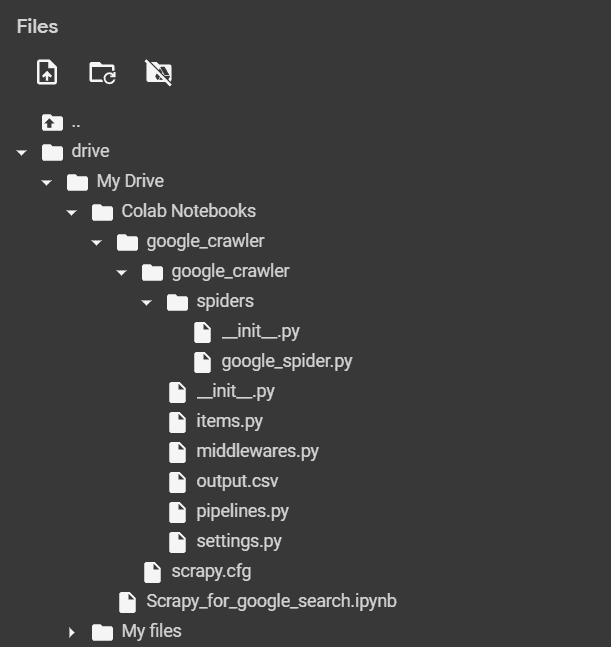 Files
..
drive
My Drive
Colab Notebooks
google_crawler
google_crawler
spiders
__init__.py
google_spider.py
__init__.py
items.py
middlewares.py
output.csv
pipelines.py
settings.py
scrapy.cfg
Scrapy_for_google_search.ipynb
My files